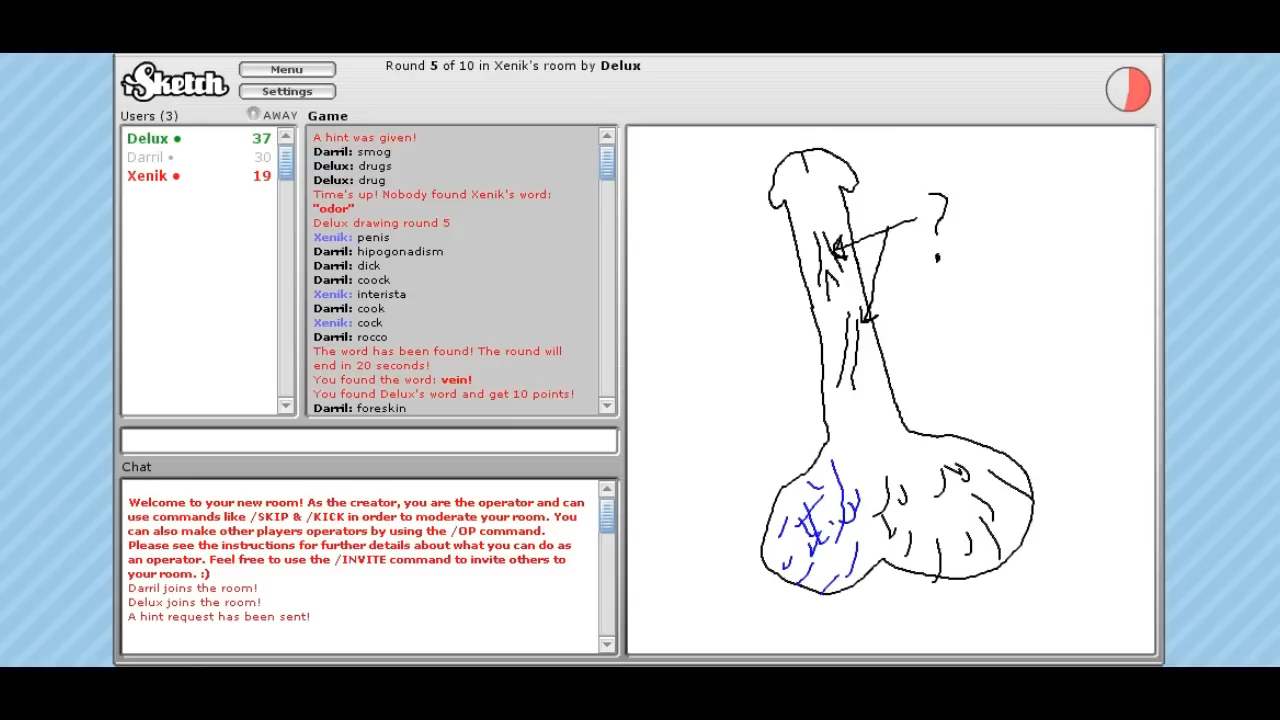 iSketch
Menu
Settings
Round 5 of 10 in Xenik's room by Delux
Users (3)
AWAY
Game
Delux • 37
Darril • 30
Xenik • 19
A hint was given!
Darril: smog
Delux: drugs
Delux: drug
Time's up! Nobody found Xenik's word:
"odor"
Delux drawing round 5
Xenik: penis
Darril: hipogonadism
Darril: dick
Darril: coock
Xenik: interista
Darril: cook
Xenik: cock
Darril: rocco
The word has been found! The round will
end in 20 seconds!
You found the word: vein!
You found Delux's word and get 10 points!
Darril: foreskin
?
Chat
Welcome to your new room! As the creator, you are the operator and can
use commands like /SKIP & /KICK in order to moderate your room. You
can also make other players operators by using the /OP command.
Please see the instructions for further details about what you can do as
an operator. Feel free to use the /INVITE command to invite others to
your room. :)
Darril joins the room!
Delux joins the room!
A hint request has been sent!